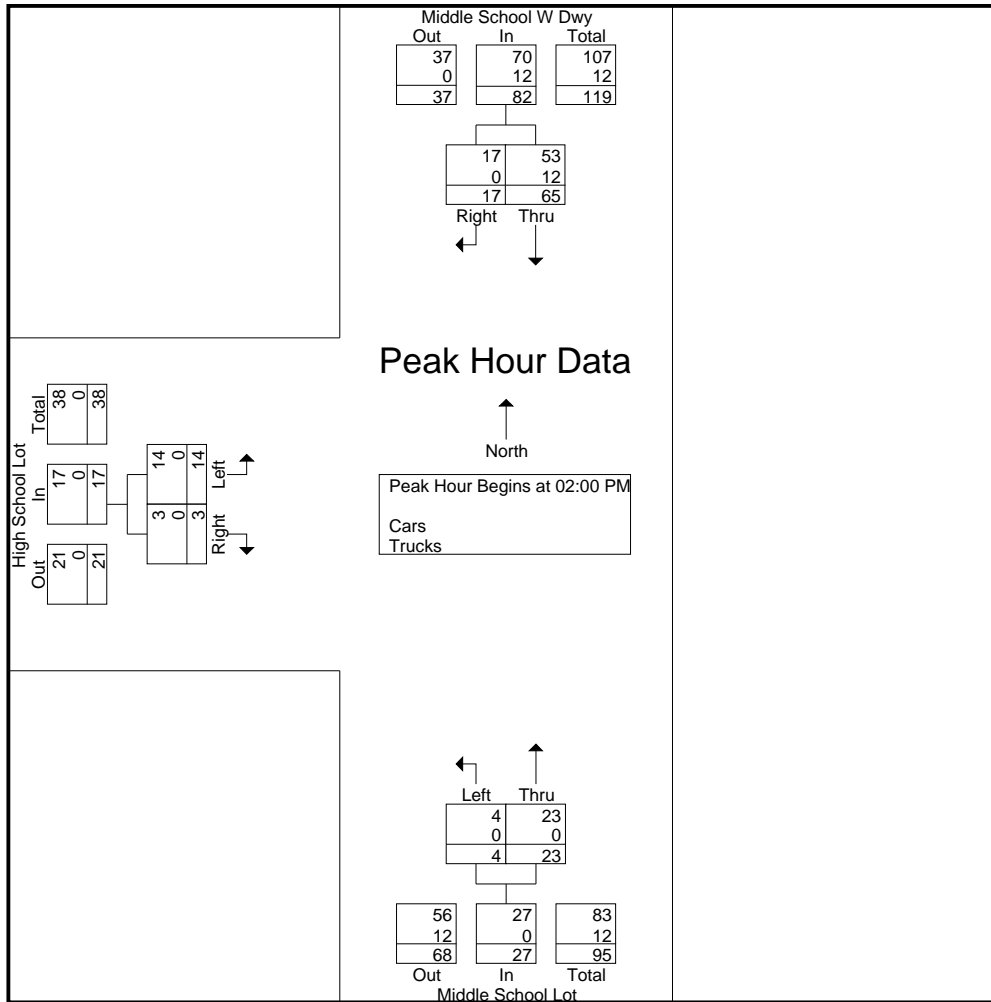 Middle School W Dwy
Out In Total
37 70 107
0 12 12
37 82 119
17 53
0 12
17 65
Right Thru
Peak Hour Data
North
Peak Hour Begins at 02:00 PM
Cars
Trucks
High School Lot
Out In Total
21 17 38
0 0 0
21 17 38
Right Left
3 14
0 0
3 14
Left Thru
4 23
0 0
4 23
56 27 83
12 0 12
68 27 95
Out In Total
Middle School Lot